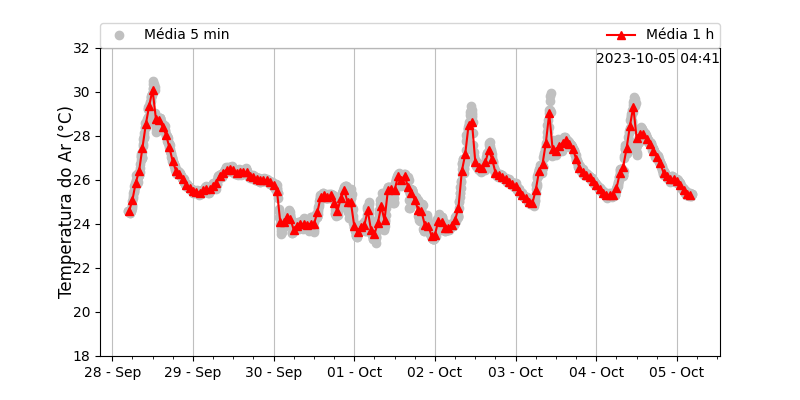 Média 5 min
Média 1 h
2023-10-05 04:41
Temperatura do Ar (°C)
32
30
28
26
24
22
20
18
28 - Sep
29 - Sep
30 - Sep
01 - Oct
02 - Oct
03 - Oct
04 - Oct
05 - Oct